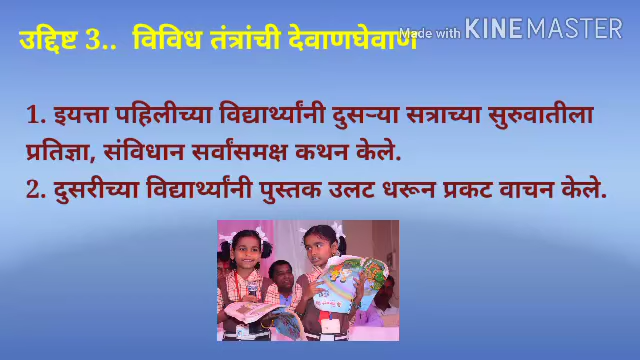 उद्दिष्ट 3.. विविध तंत्रांची देवाणघेवाण
Made with KINEMASTER
1. इयत्ता पहिलीच्या विद्यार्थ्यांनी दुसऱ्या सत्राच्या सुरुवातीला
प्रतिज्ञा, संविधान सर्वांसमक्ष कथन केले.
2. दुसरीच्या विद्यार्थ्यांनी पुस्तक उलट धरून प्रकट वाचन केले.